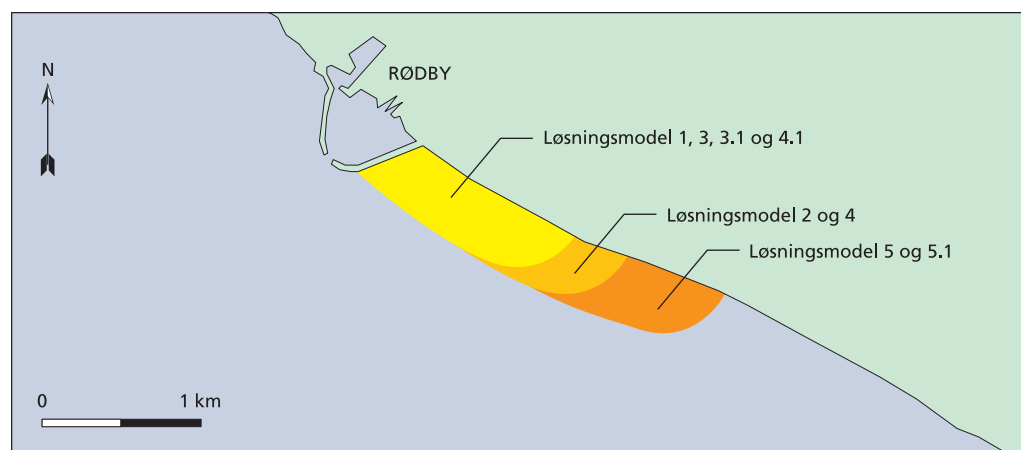 N
RØDBY
Løsningsmodel 1, 3, 3.1 og 4.1
Løsningsmodel 2 og 4
Løsningsmodel 5 og 5.1
0 1 km